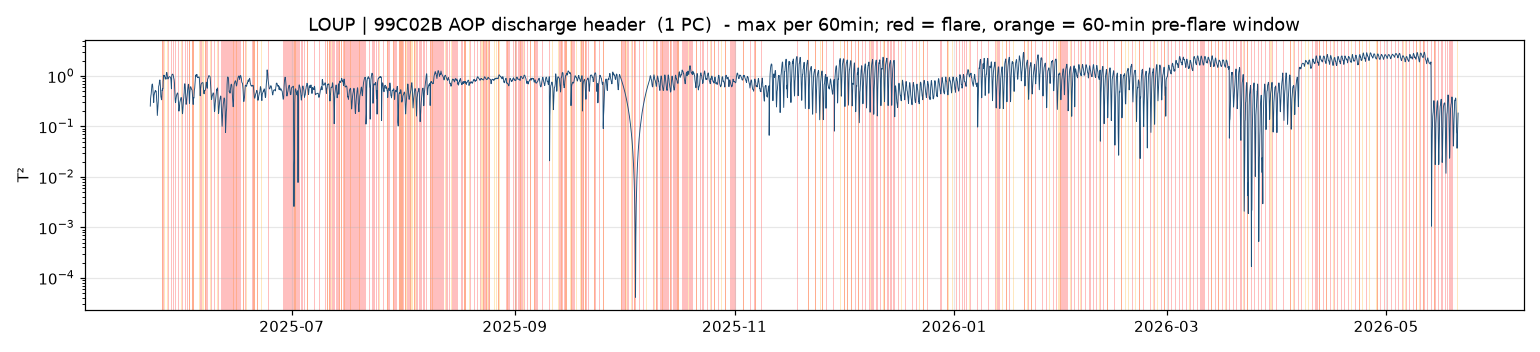 LOUP | 99C02B AOP discharge header  (1 PC)  - max per 60min; red = flare, orange = 60-min pre-flare window
T²
10⁰
10⁻¹
10⁻²
10⁻³
10⁻⁴
2025-07 2025-09 2025-11 2026-01 2026-03 2026-05